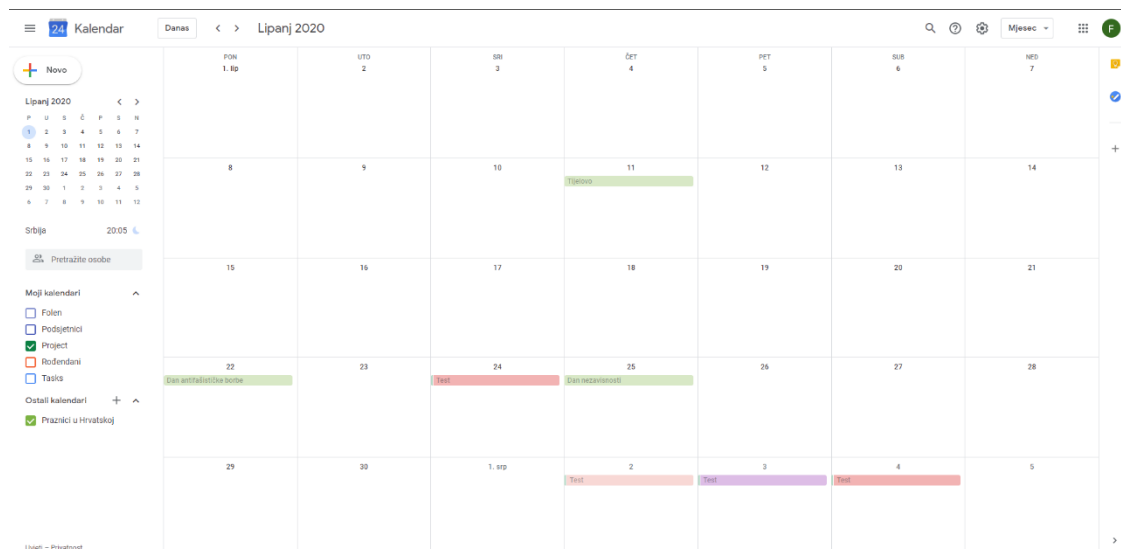 24 Kalendar Danas Lipanj 2020 Mjesec F
Novo
Lipanj 2020
P U S Č P S N
1 2 3 4 5 6 7
8 9 10 11 12 13 14
15 16 17 18 19 20 21
22 23 24 25 26 27 28
29 30 1 2 3 4 5
6 7 8 9 10 11 12
Srbija 20:05
Pretražite osobe
Moji kalendari
Folen
Podsjetnici
Project
Rođendani
Tasks
Ostali kalendari
Praznici u Hrvatskoj
Uvjeti – Privatnost
PON UTO SRI ČET PET SUB NED
1. lip 2 3 4 5 6 7
8 9 10 11 12 13 14
Tijelovo
15 16 17 18 19 20 21
22 23 24 25 26 27 28
Dan antifašističke borbe Test Dan nezavisnosti
29 30 1. srp 2 3 4 5
Test Test Test